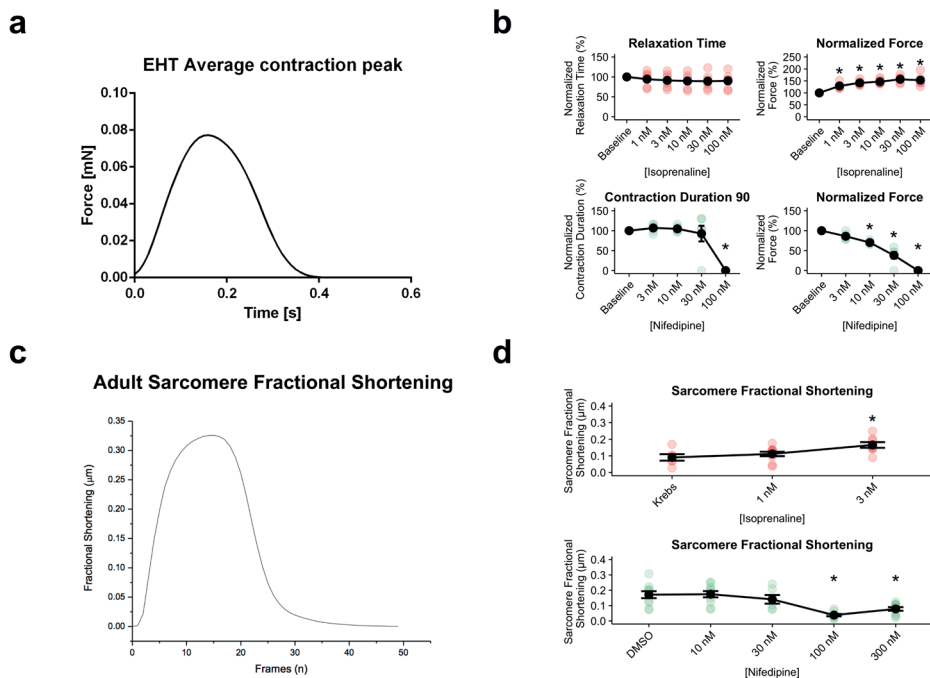 a
EHT Average contraction peak
Force [mN]
0.10
0.08
0.06
0.04
0.02
0.00
0.0
0.2
0.4
0.6
Time [s]
b
Relaxation Time
Normalized
Relaxation Time (%)
150
100
50
0
Baseline
1 nM
3 nM
10 nM
30 nM
100 nM
[Isoprenaline]
Normalized Force
Normalized
Force (%)
250
200
150
100
50
0
* * * * *
Baseline
1 nM
3 nM
10 nM
30 nM
100 nM
[Isoprenaline]
Contraction Duration 90
Normalized
Contraction Duration (%)
150
100
50
0
*
Baseline
3 nM
10 nM
30 nM
100 nM
[Nifedipine]
Normalized Force
Normalized
Force (%)
150
100
50
0
* * *
Baseline
3 nM
10 nM
30 nM
100 nM
[Nifedipine]
c
Adult Sarcomere Fractional Shortening
Fractional Shortening (μm)
0.35
0.30
0.25
0.20
0.15
0.10
0.05
0.00
0
10
20
30
40
50
Frames (n)
d
Sarcomere Fractional Shortening
Sarcomere Fractional
Shortening (μm)
0.4
0.3
0.2
0.1
0.0
*
Krebs
1 nM
3 nM
[Isoprenaline]
Sarcomere Fractional Shortening
Sarcomere Fractional
Shortening (μm)
0.4
0.3
0.2
0.1
0.0
* *
DMSO
10 nM
30 nM
100 nM
300 nM
[Nifedipine]